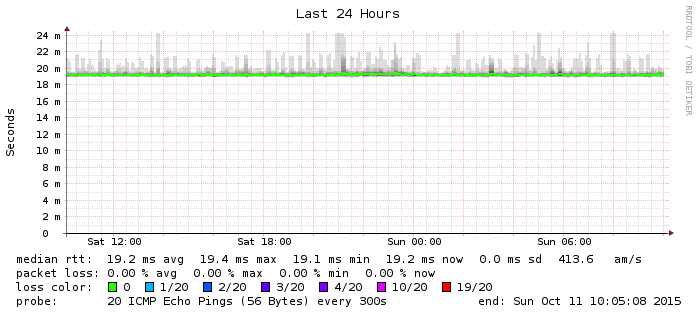 Last 24 Hours
RRDTOOL / TOBI OETIKER
Seconds
24 m
22 m
20 m
18 m
16 m
14 m
12 m
10 m
8 m
6 m
4 m
2 m
0
Sat 12:00 Sat 18:00 Sun 00:00 Sun 06:00
median rtt: 19.2 ms avg 19.4 ms max 19.1 ms min 19.2 ms now 0.0 ms sd 413.6 am/s
packet loss: 0.00 % avg 0.00 % max 0.00 % min 0.00 % now
loss color: 0 1/20 2/20 3/20 4/20 10/20 19/20
probe: 20 ICMP Echo Pings (56 Bytes) every 300s end: Sun Oct 11 10:05:08 2015